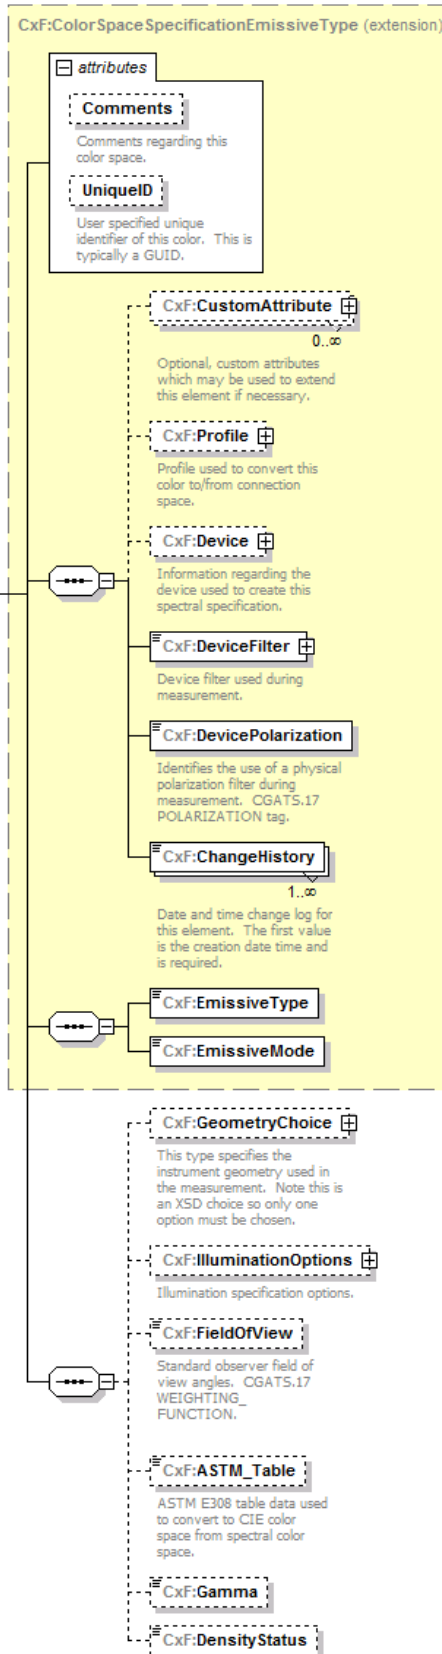 CxF:ColorSpaceSpecificationEmissiveType (extension)
attributes
Comments
Comments regarding this
color space.
UniqueID
User specified unique
identifier of this color. This is
typically a GUID.
CxF:CustomAttribute
0..∞
Optional, custom attributes
which may be used to extend
this element if necessary.
CxF:Profile
Profile used to convert this
color to/from connection
space.
CxF:Device
Information regarding the
device used to create this
spectral specification.
CxF:DeviceFilter
Device filter used during
measurement.
CxF:DevicePolarization
Identifies the use of a physical
polarization filter during
measurement. CGATS.17
POLARIZATION tag.
CxF:ChangeHistory
1..∞
Date and time change log for
this element. The first value
is the creation date time and
is required.
CxF:EmissiveType
CxF:EmissiveMode
CxF:GeometryChoice
This type specifies the
instrument geometry used in
the measurement. Note this is
an XSD choice so only one
option must be chosen.
CxF:IlluminationOptions
Illumination specification options.
CxF:FieldOfView
Standard observer field of
view angles. CGATS.17
WEIGHTING_
FUNCTION.
CxF:ASTM_Table
ASTM E308 table data used
to convert to CIE color
space from spectral color
space.
CxF:Gamma
CxF:DensityStatus